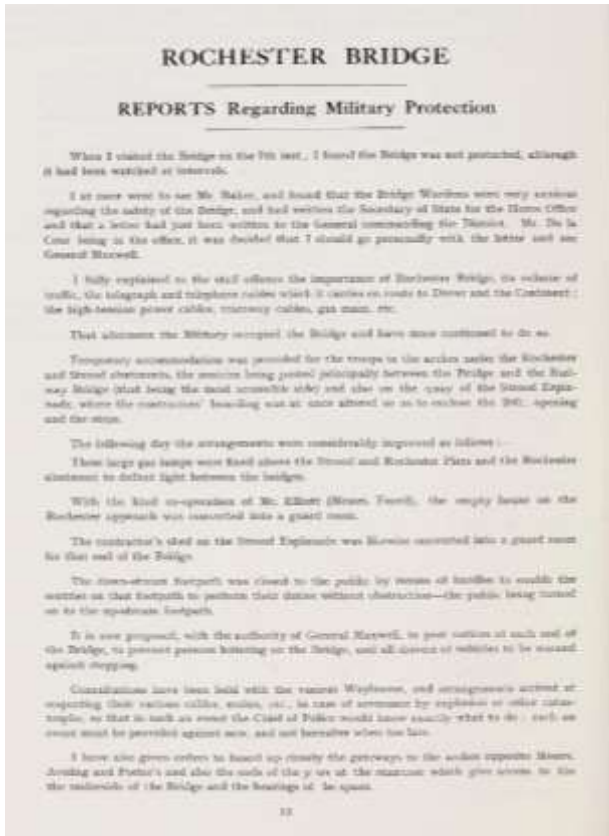 ROCHESTER BRIDGE
REPORTS Regarding Military Protection
When I visited the Bridge on the 5th inst., I found the Bridge was not protected, although
it had been watched at intervals.
I at once went to see Mr. Baker, and found that the Bridge Wardens were very anxious
regarding the safety of the Bridge, and had written the Secretary of State for the Home Office
and that a letter had just been written to the General commanding the District. Mr. De la
Cour being in the office, it was decided that I should go personally with the letter and see
General Maxwell.
I fully explained to the staff officers the importance of Rochester Bridge, its volume of
traffic, the telegraph and telephone cables which it carries en route to Dover and the Continent ;
the high-tension power cables, tramway cables, gas main, etc.
That afternoon the Military occupied the Bridge and have since continued to do so.
Temporary accommodation was provided for the troops in the arches under the Rochester
and Strood abutments, the sentries being posted principally between the Bridge and the Rail-
way Bridge (that being the most accessible side) and also on the quay of the Strood Espla-
nade, where the contractors' hoarding was at once altered so as to enclose the opening
and the steps.
The following day the arrangements were considerably improved as follows :
Three large gas lamps were fixed above the Strood and Rochester Piers and the Rochester
abutment to deflect light between the bridges.
With the kind co-operation of Mr. Elliott (Messrs. ), the empty house on the
Rochester approach was converted into a guard room.
The contractor's shed on the Strood Esplanade was likewise converted into a guard room
for that end of the Bridge.
The down-stream footpath was closed to the public by means of hurdles to enable the
sentries on that footpath to perform their duties without obstruction—the public being turned
on to the up-stream footpath.
It is now proposed, with the authority of General Maxwell, to post notices at each end of
the Bridge, to prevent persons loitering on the Bridge, and all drivers of vehicles to be warned
against stopping.
Consultations have been held with the various Wayleaves, and arrangements arrived at
respecting their various cables, mains, etc., in case of severance by explosion or other catas-
trophe, so that in such an event the Chief of Police would know exactly what to do ; such an
event must be provided against now, and not hereafter when too late.
I have also given orders to board up closely the gateways to the arches opposite Messrs.
and Porter's and also the ends of the at the which give access to the
the underside of the Bridge and the bearings of he spans.